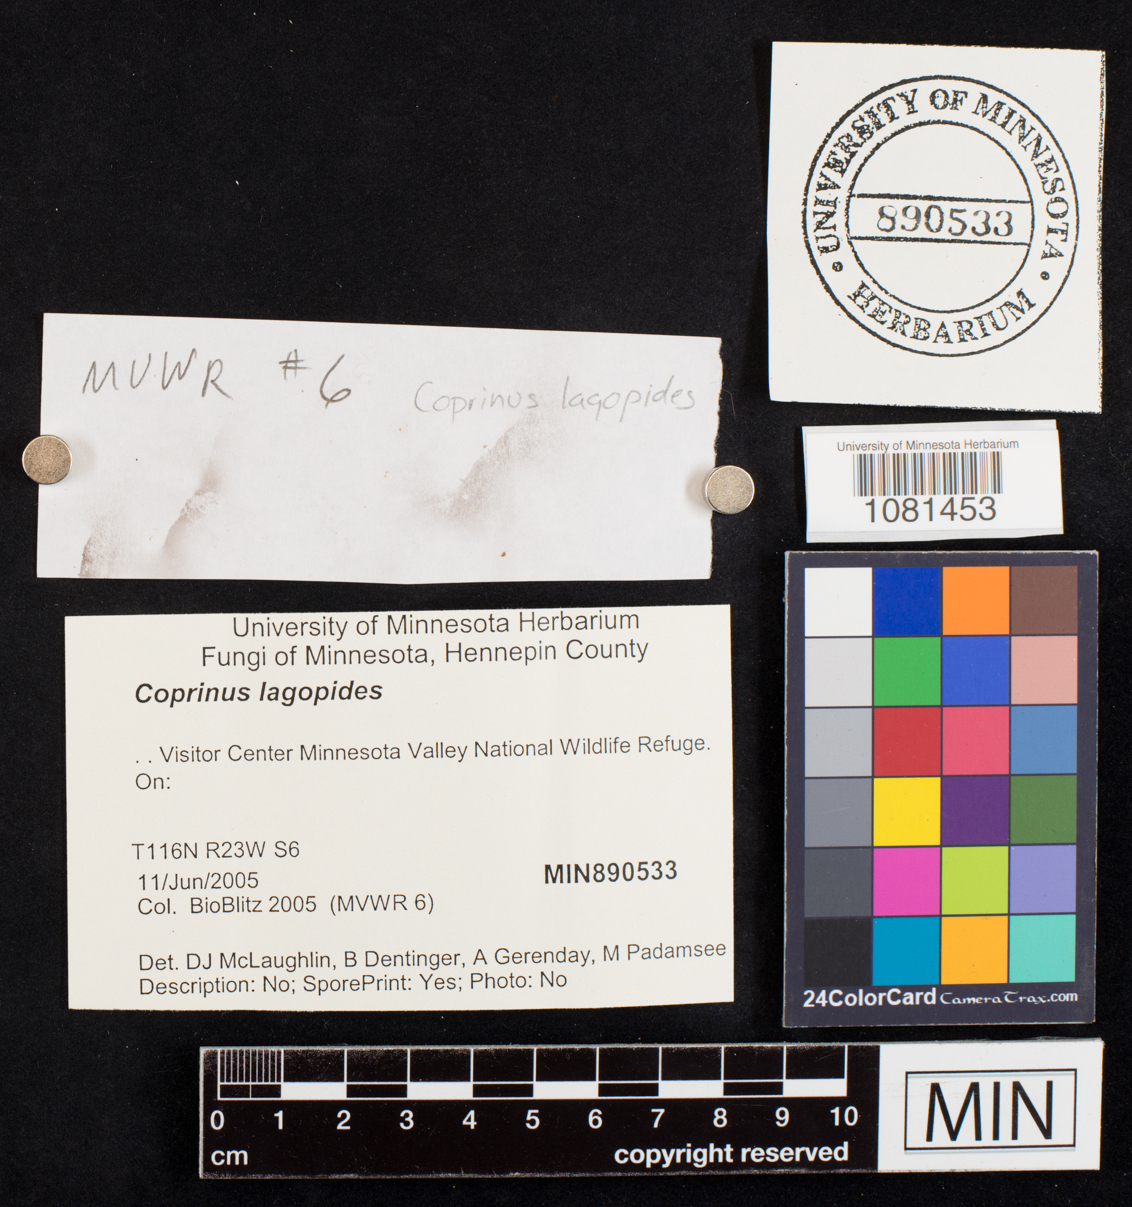 UNIVERSITY OF MINNESOTA
890533
• HERBARIUM •
MVWR #6 Coprinus lagopides
University of Minnesota Herbarium
1081453
University of Minnesota Herbarium
Fungi of Minnesota, Hennepin County
Coprinus lagopides
. . Visitor Center Minnesota Valley National Wildlife Refuge.
On:
T116N R23W S6
11/Jun/2005
MIN890533
Col. BioBlitz 2005 (MVWR 6)
Det. DJ McLaughlin, B Dentinger, A Gerenday, M Padamsee
Description: No; SporePrint: Yes; Photo: No
24ColorCard CameraTrax.com
0 1 2 3 4 5 6 7 8 9 10
cm copyright reserved
MIN